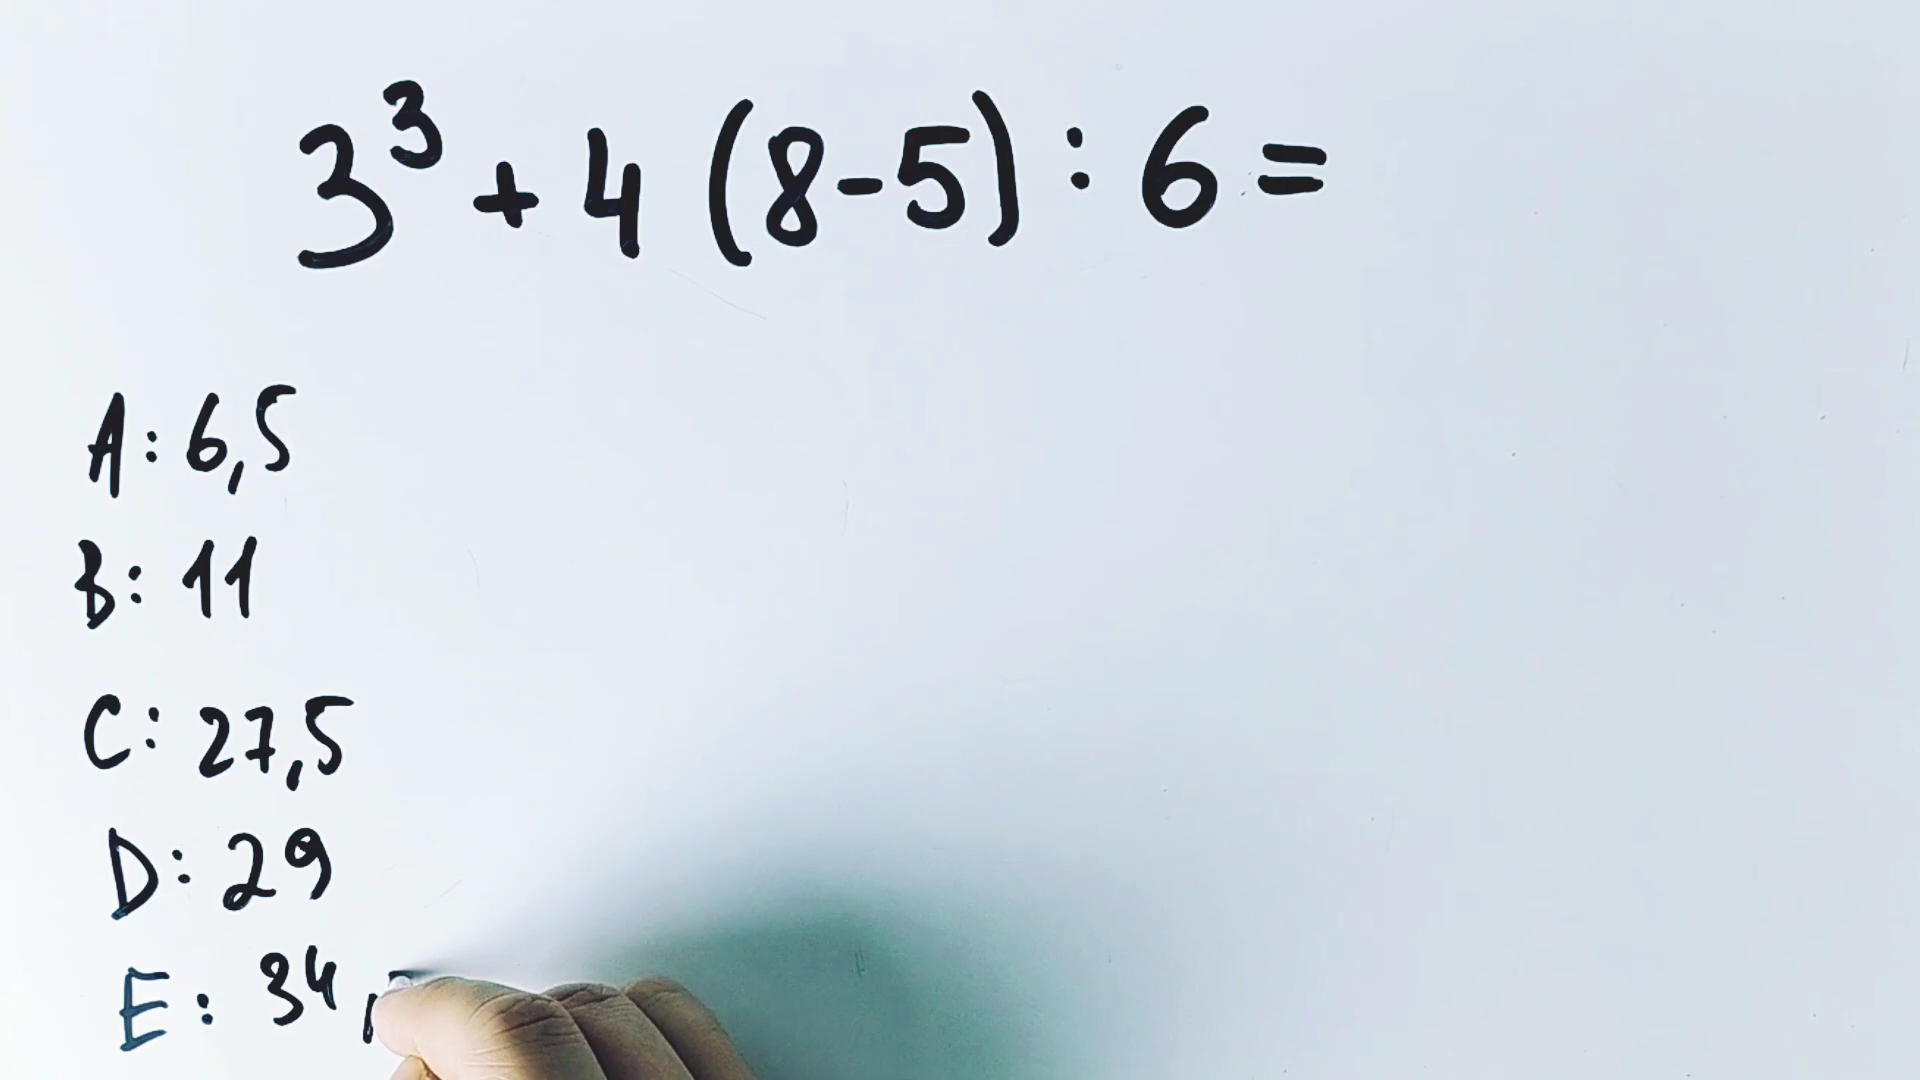 3³ + 4 (8-5) : 6 =
A: 6,5
B: 11
C: 27,5
D: 29
E: 34,